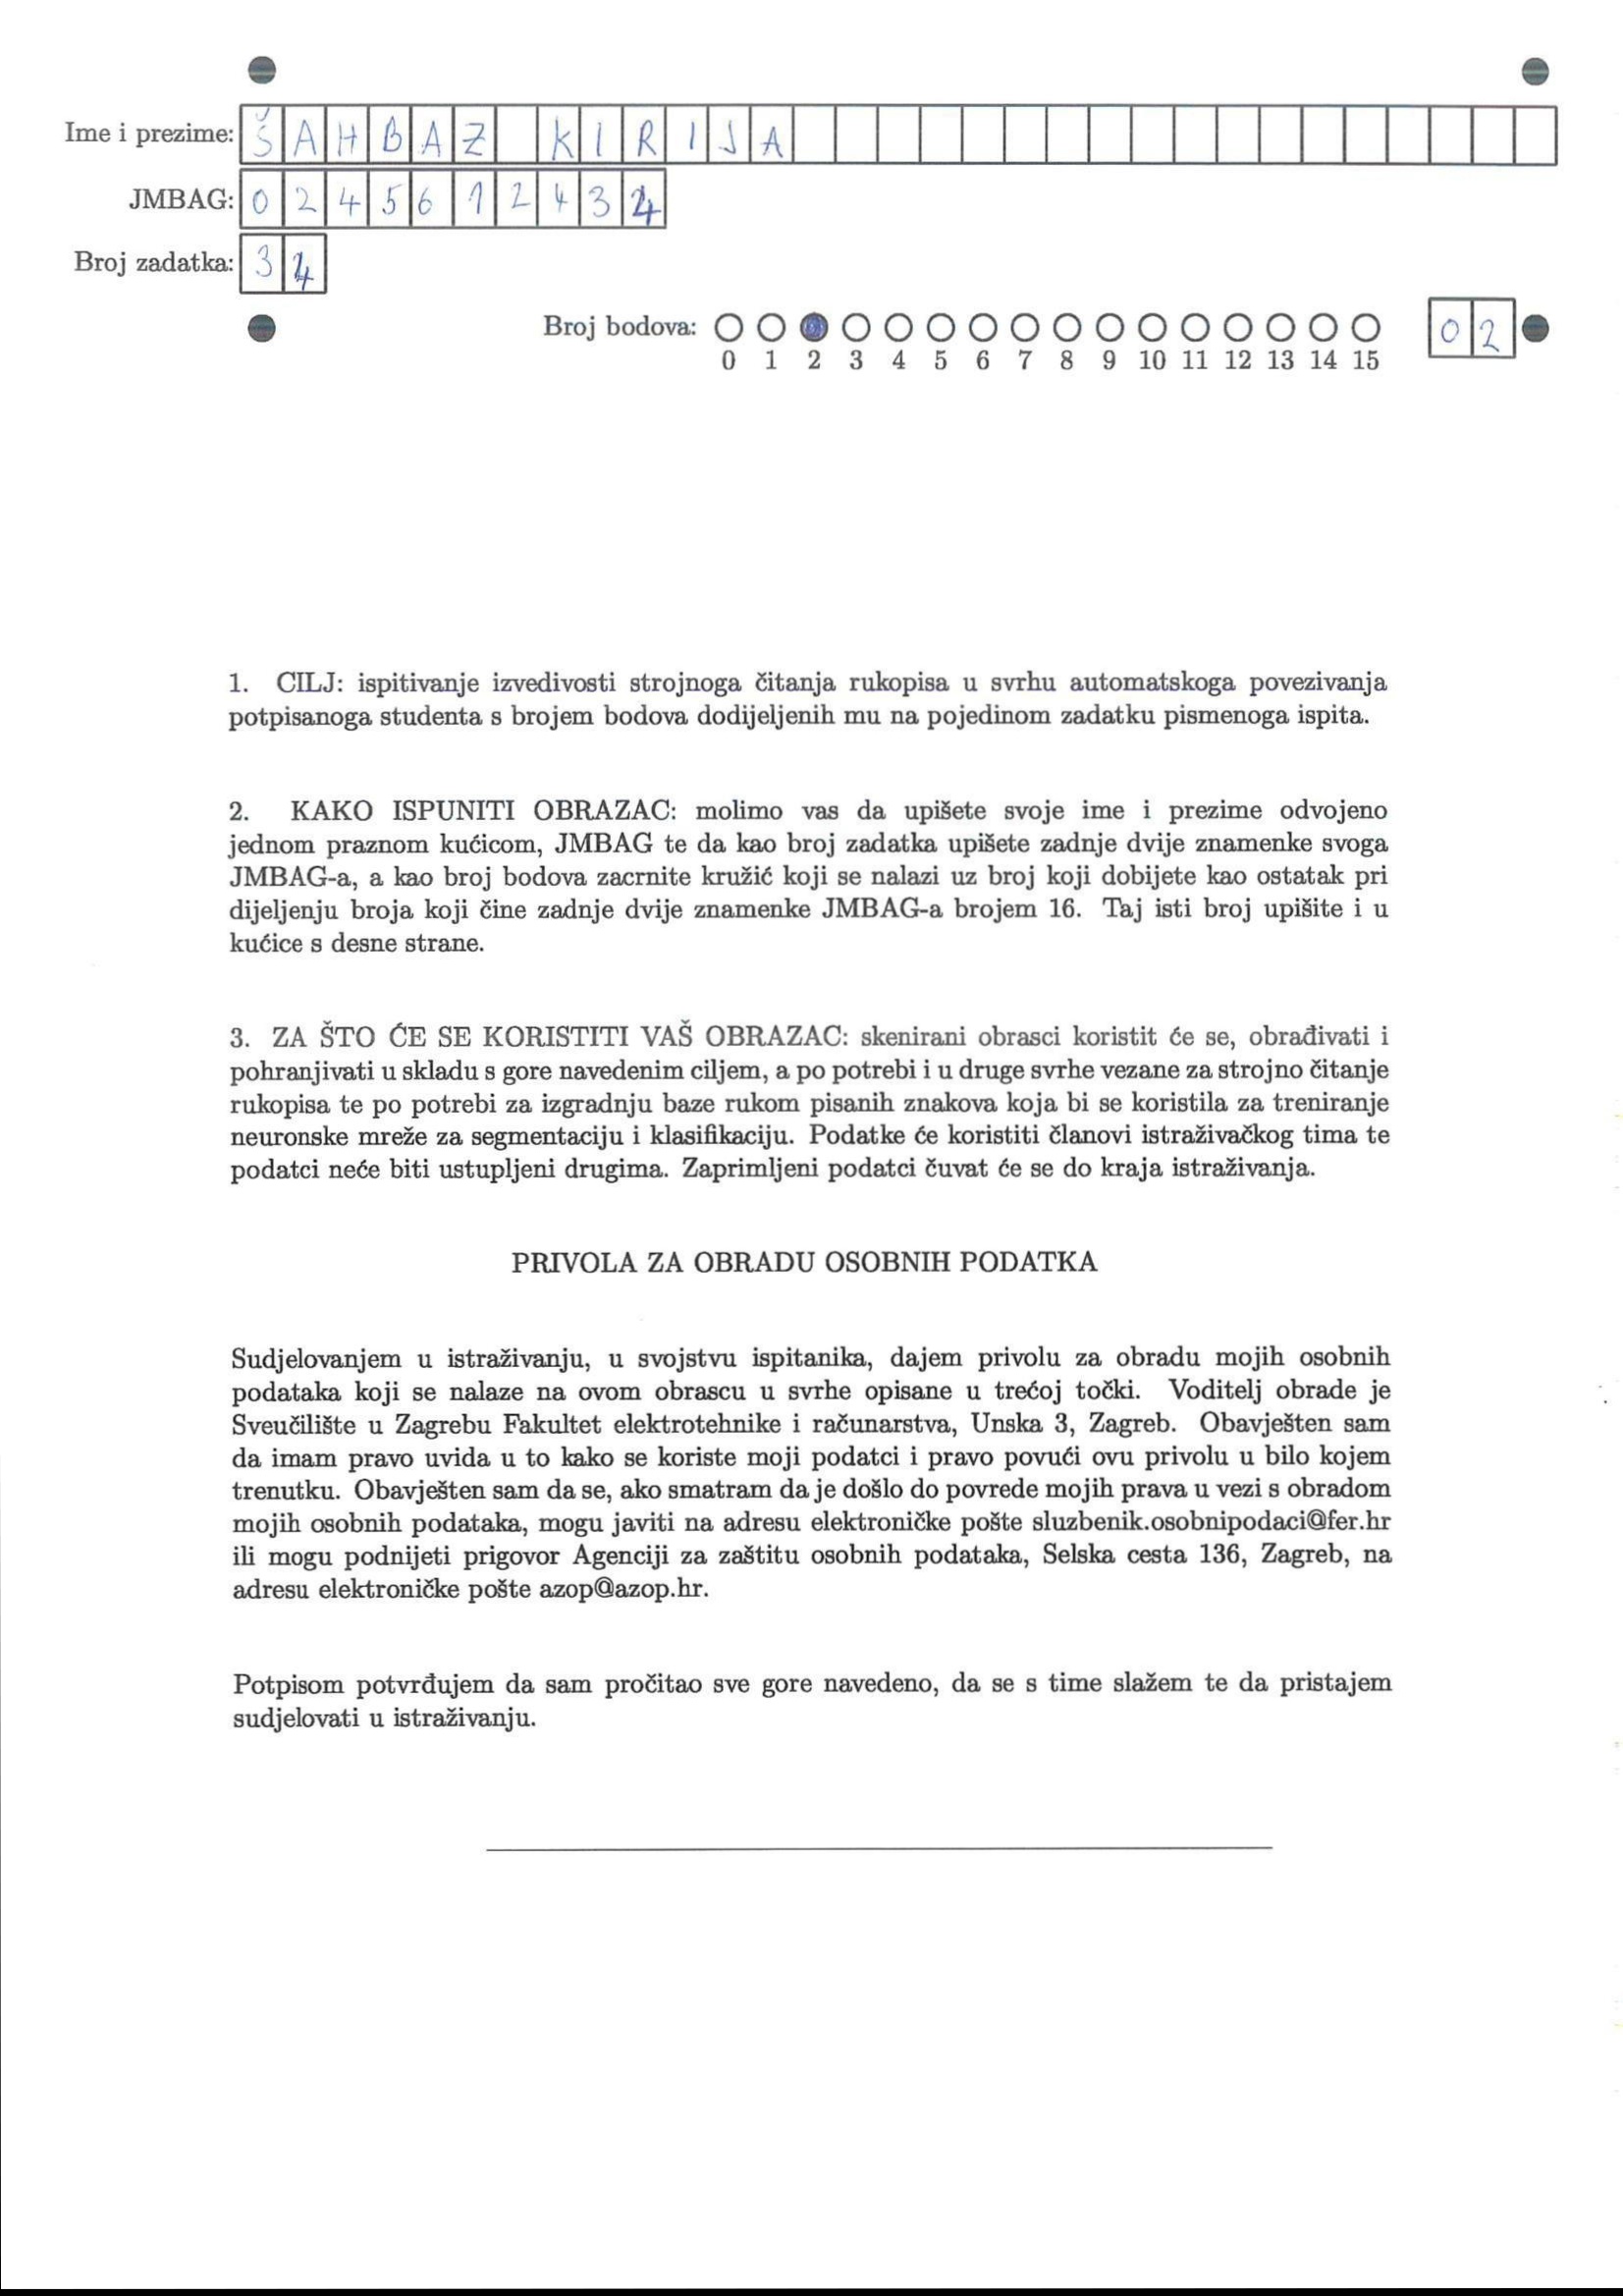 Ime i prezime: ŠAHBAZ KIRIJA
JMBAG: 0245612434
Broj zadatka: 34
Broj bodova: 02
0 1 2 3 4 5 6 7 8 9 10 11 12 13 14 15
1. CILJ: ispitivanje izvedivosti strojnoga čitanja rukopisa u svrhu automatskoga povezivanja
potpisanoga studenta s brojem bodova dodijeljenih mu na pojedinom zadatku pismenoga ispita.
2. KAKO ISPUNITI OBRAZAC: molimo vas da upišete svoje ime i prezime odvojeno
jednom praznom kućicom, JMBAG te da kao broj zadatka upišete zadnje dvije znamenke svoga
JMBAG-a, a kao broj bodova zacrnite kružić koji se nalazi uz broj koji dobijete kao ostatak pri
dijeljenju broja koji čine zadnje dvije znamenke JMBAG-a brojem 16. Taj isti broj upišite i u
kućice s desne strane.
3. ZA ŠTO ĆE SE KORISTITI VAŠ OBRAZAC: skenirani obrasci koristit će se, obrađivati i
pohranjivati u skladu s gore navedenim ciljem, a po potrebi i u druge svrhe vezane za strojno čitanje
rukopisa te po potrebi za izgradnju baze rukom pisanih znakova koja bi se koristila za treniranje
neuronske mreže za segmentaciju i klasifikaciju. Podatke će koristiti članovi istraživačkog tima te
podatci neće biti ustupljeni drugima. Zaprimljeni podatci čuvat će se do kraja istraživanja.
PRIVOLA ZA OBRADU OSOBNIH PODATKA
Sudjelovanjem u istraživanju, u svojstvu ispitanika, dajem privolu za obradu mojih osobnih
podataka koji se nalaze na ovom obrascu u svrhe opisane u trećoj točki. Voditelj obrade je
Sveučilište u Zagrebu Fakultet elektrotehnike i računarstva, Unska 3, Zagreb. Obavješten sam
da imam pravo uvida u to kako se koriste moji podatci i pravo povući ovu privolu u bilo kojem
trenutku. Obavješten sam da se, ako smatram da je došlo do povrede mojih prava u vezi s obradom
mojih osobnih podataka, mogu javiti na adresu elektroničke pošte sluzbenik.osobnipodaci@fer.hr
ili mogu podnijeti prigovor Agenciji za zaštitu osobnih podataka, Selska cesta 136, Zagreb, na
adresu elektroničke pošte azop@azop.hr.
Potpisom potvrđujem da sam pročitao sve gore navedeno, da se s time slažem te da pristajem
sudjelovati u istraživanju.